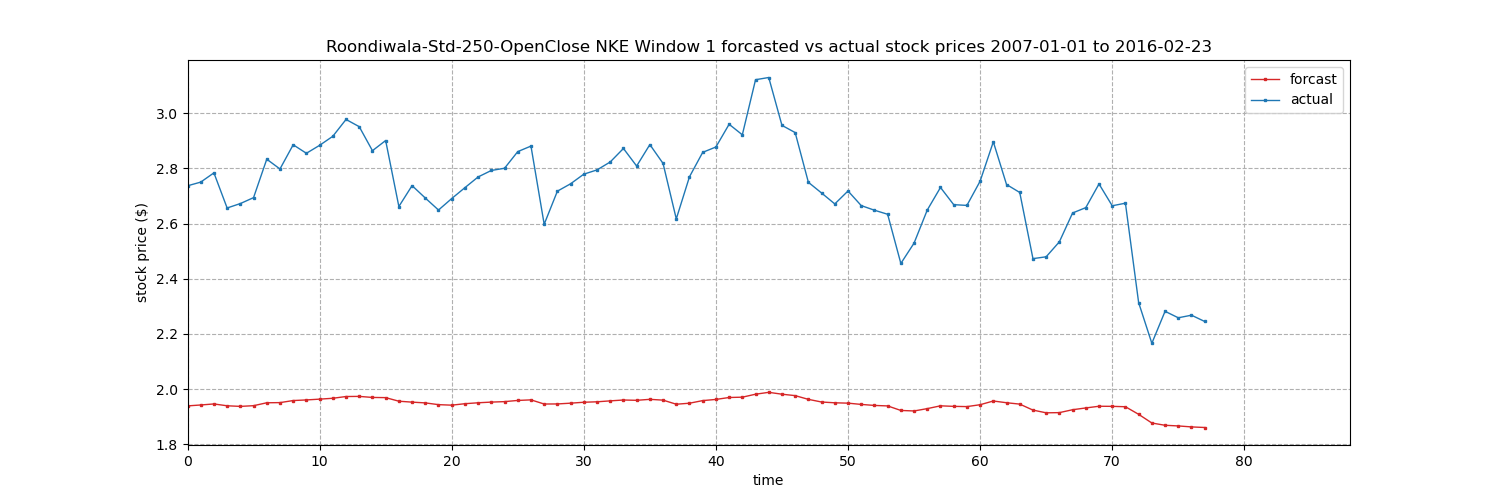 Roondiwala-Std-250-OpenClose NKE Window 1 forcasted vs actual stock prices 2007-01-01 to 2016-02-23
forcast
actual
stock price ($)
3.0
2.8
2.6
2.4
2.2
2.0
1.8
0 10 20 30 40 50 60 70 80
time